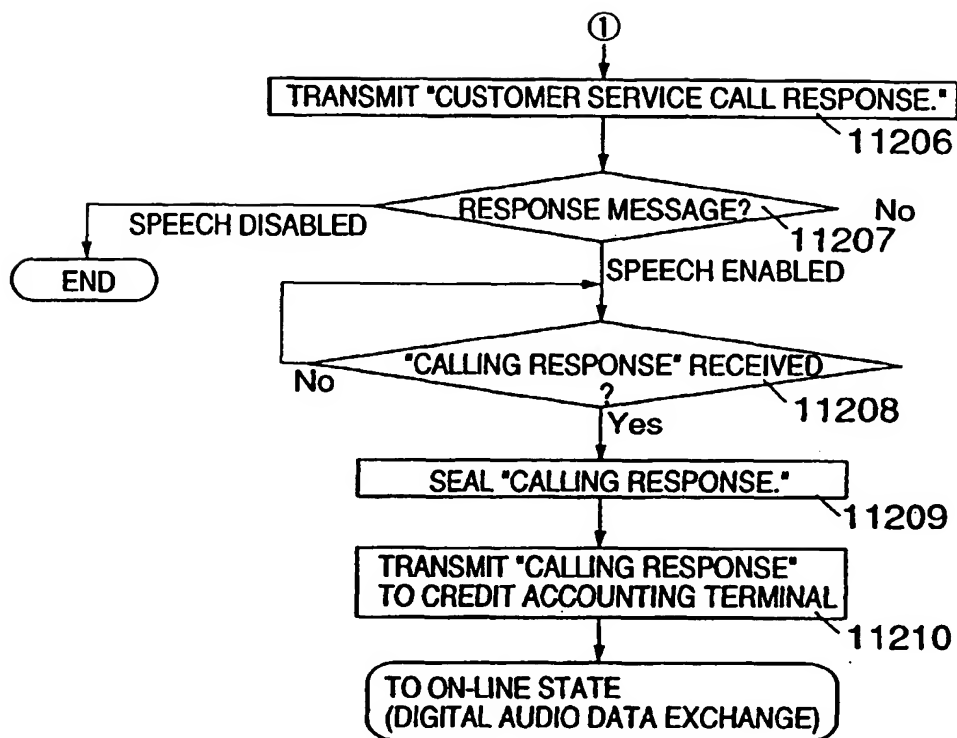 ①
TRANSMIT "CUSTOMER SERVICE CALL RESPONSE."
11206
RESPONSE MESSAGE?
No
11207
SPEECH DISABLED
END
SPEECH ENABLED
"CALLING RESPONSE" RECEIVED
?
No
11208
Yes
SEAL "CALLING RESPONSE."
11209
TRANSMIT "CALLING RESPONSE"
TO CREDIT ACCOUNTING TERMINAL
11210
TO ON-LINE STATE
(DIGITAL AUDIO DATA EXCHANGE)